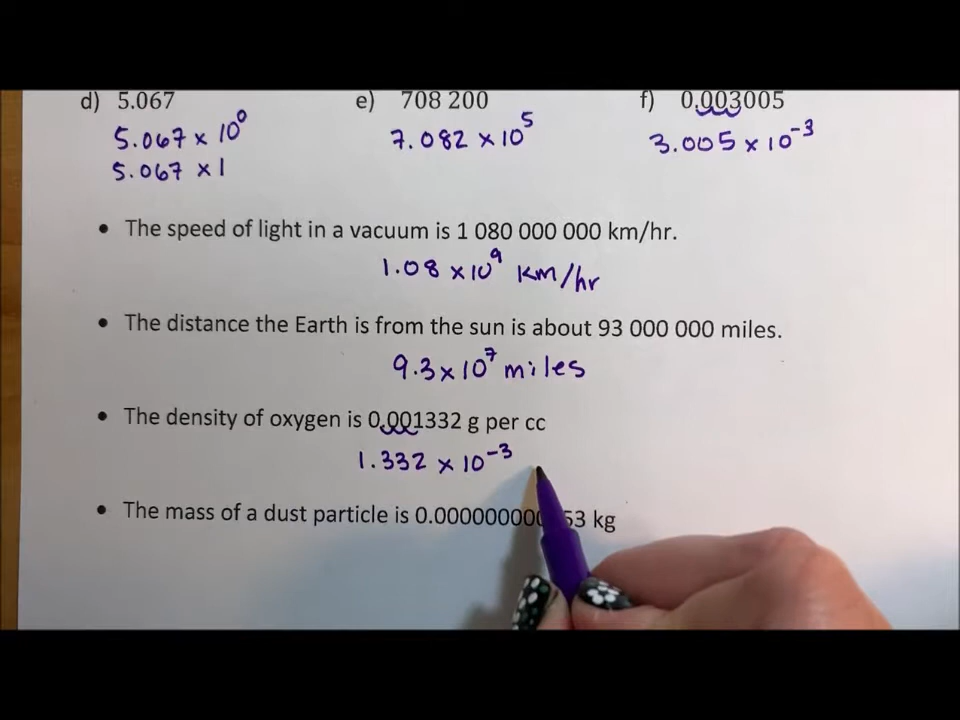 d) 5.067 e) 708 200 f) 0.003005
5.067 × 10⁰ 7.082 × 10⁵ 3.005 × 10⁻³
5.067 × 1
• The speed of light in a vacuum is 1 080 000 000 km/hr.
1.08 × 10⁹ km/hr
• The distance the Earth is from the sun is about 93 000 000 miles.
9.3 × 10⁷ miles
• The density of oxygen is 0.001332 g per cc
1.332 × 10⁻³
• The mass of a dust particle is kg